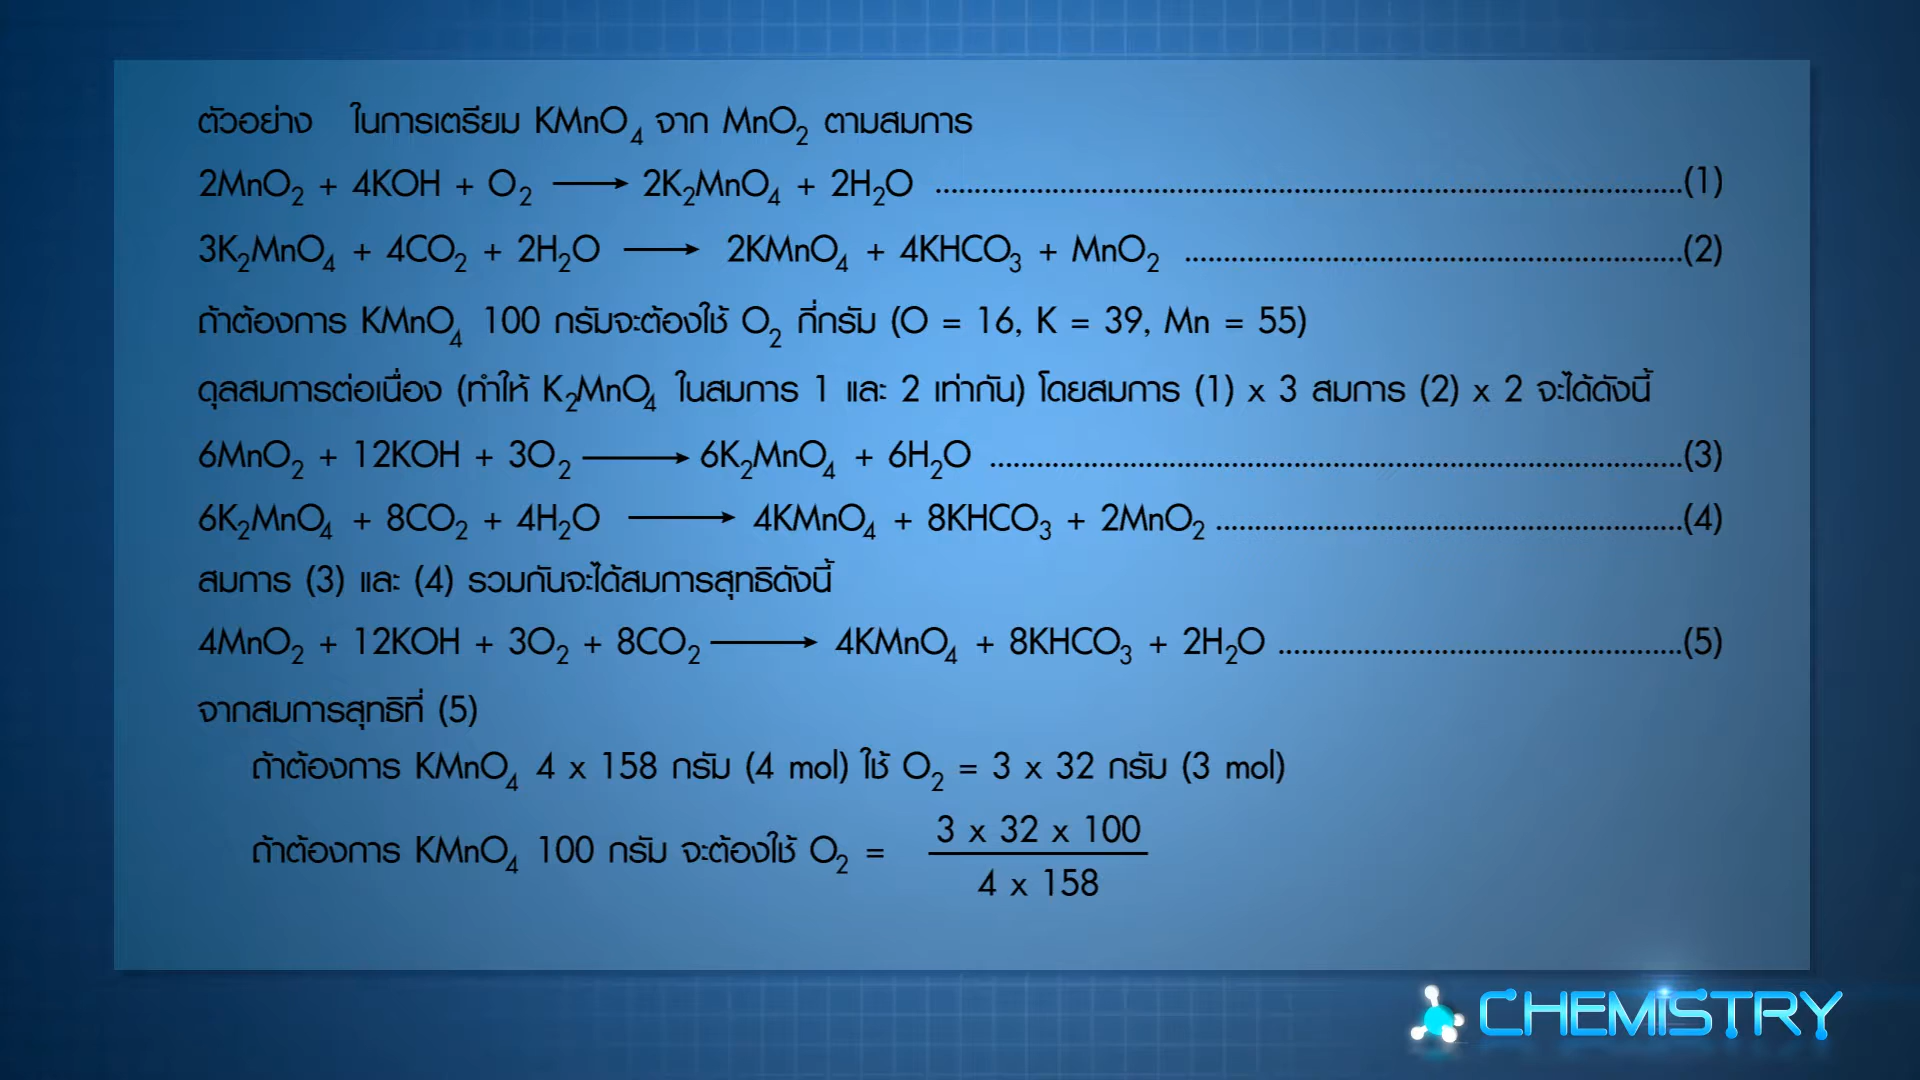 ตัวอย่าง ในการเตรียม KMnO₄ จาก MnO₂ ตามสมการ
2MnO₂ + 4KOH + O₂ ⟶ 2K₂MnO₄ + 2H₂O ................................................................................................(1)
3K₂MnO₄ + 4CO₂ + 2H₂O ⟶ 2KMnO₄ + 4KHCO₃ + MnO₂ ................................................................(2)
ถ้าต้องการ KMnO₄ 100 กรัมจะต้องใช้ O₂ กี่กรัม (O = 16, K = 39, Mn = 55)
ดุลสมการต่อเนื่อง (ทำให้ K₂MnO₄ ในสมการ 1 และ 2 เท่ากัน) โดยสมการ (1) x 3 สมการ (2) x 2 จะได้ดังนี้
6MnO₂ + 12KOH + 3O₂ ⟶ 6K₂MnO₄ + 6H₂O .........................................................................................(3)
6K₂MnO₄ + 8CO₂ + 4H₂O ⟶ 4KMnO₄ + 8KHCO₃ + 2MnO₂ ............................................................(4)
สมการ (3) และ (4) รวมกันจะได้สมการสุทธิดังนี้
4MnO₂ + 12KOH + 3O₂ + 8CO₂ ⟶ 4KMnO₄ + 8KHCO₃ + 2H₂O ....................................................(5)
จากสมการสุทธิที่ (5)
ถ้าต้องการ KMnO₄ 4 x 158 กรัม (4 mol) ใช้ O₂ = 3 x 32 กรัม (3 mol)
ถ้าต้องการ KMnO₄ 100 กรัม จะต้องใช้ O₂ =
3 x 32 x 100
4 x 158
CHEMISTRY